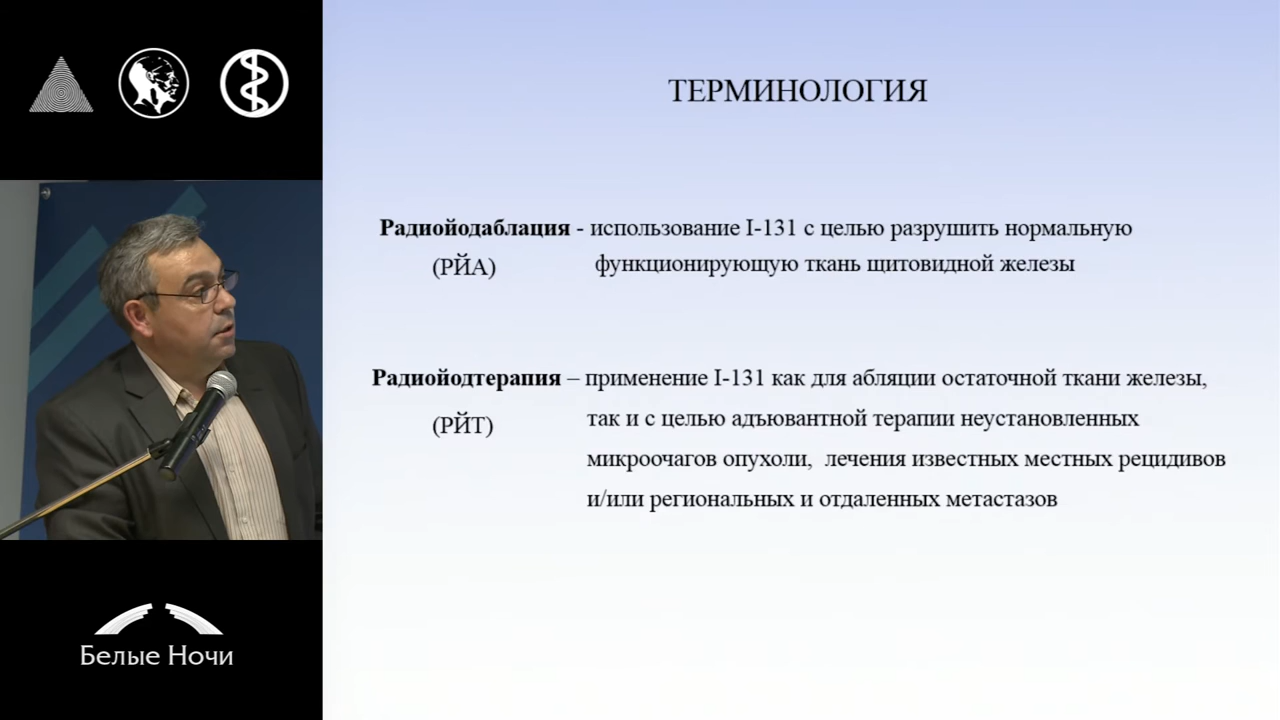 ТЕРМИНОЛОГИЯ
Радиойодаблация - использование I-131 с целью разрушить нормальную
(РЙА) функционирующую ткань щитовидной железы
Радиойодтерапия – применение I-131 как для абляции остаточной ткани железы,
(РЙТ) так и с целью адъювантной терапии неустановленных
микроочагов опухоли, лечения известных местных рецидивов
и/или региональных и отдаленных метастазов
Белые Ночи